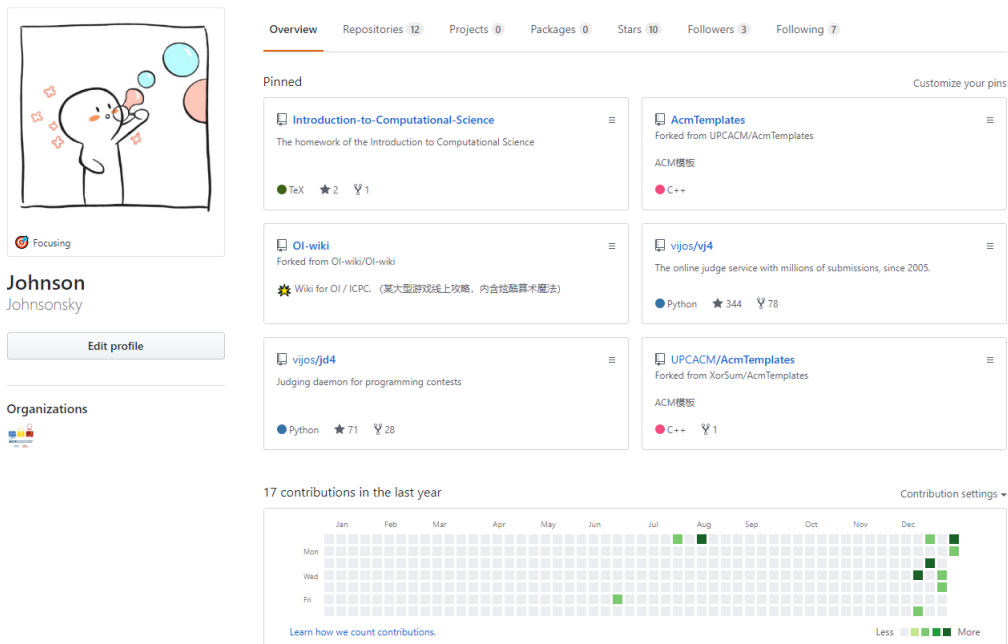 Overview Repositories 12 Projects 0 Packages 0 Stars 10 Followers 3 Following 7
Focusing
Johnson
Johnsonsky
Edit profile
Organizations
Pinned
Customize your pins
Introduction-to-Computational-Science
The homework of the Introduction to Computational Science
TeX 2 1
AcmTemplates
Forked from UPCACM/AcmTemplates
ACM模板
C++
OI-wiki
Forked from OI-wiki/OI-wiki
Wiki for OI / ICPC. （某大型游戏线上攻略，内含炫酷算术魔法）
vijos/vj4
The online judge service with millions of submissions, since 2005.
Python 344 78
vijos/jd4
Judging daemon for programming contests
Python 71 28
UPCACM/AcmTemplates
Forked from XorSum/AcmTemplates
ACM模板
C++ 1
17 contributions in the last year
Contribution settings
Jan Feb Mar Apr May Jun Jul Aug Sep Oct Nov Dec
Mon
Wed
Fri
Learn how we count contributions.
Less More